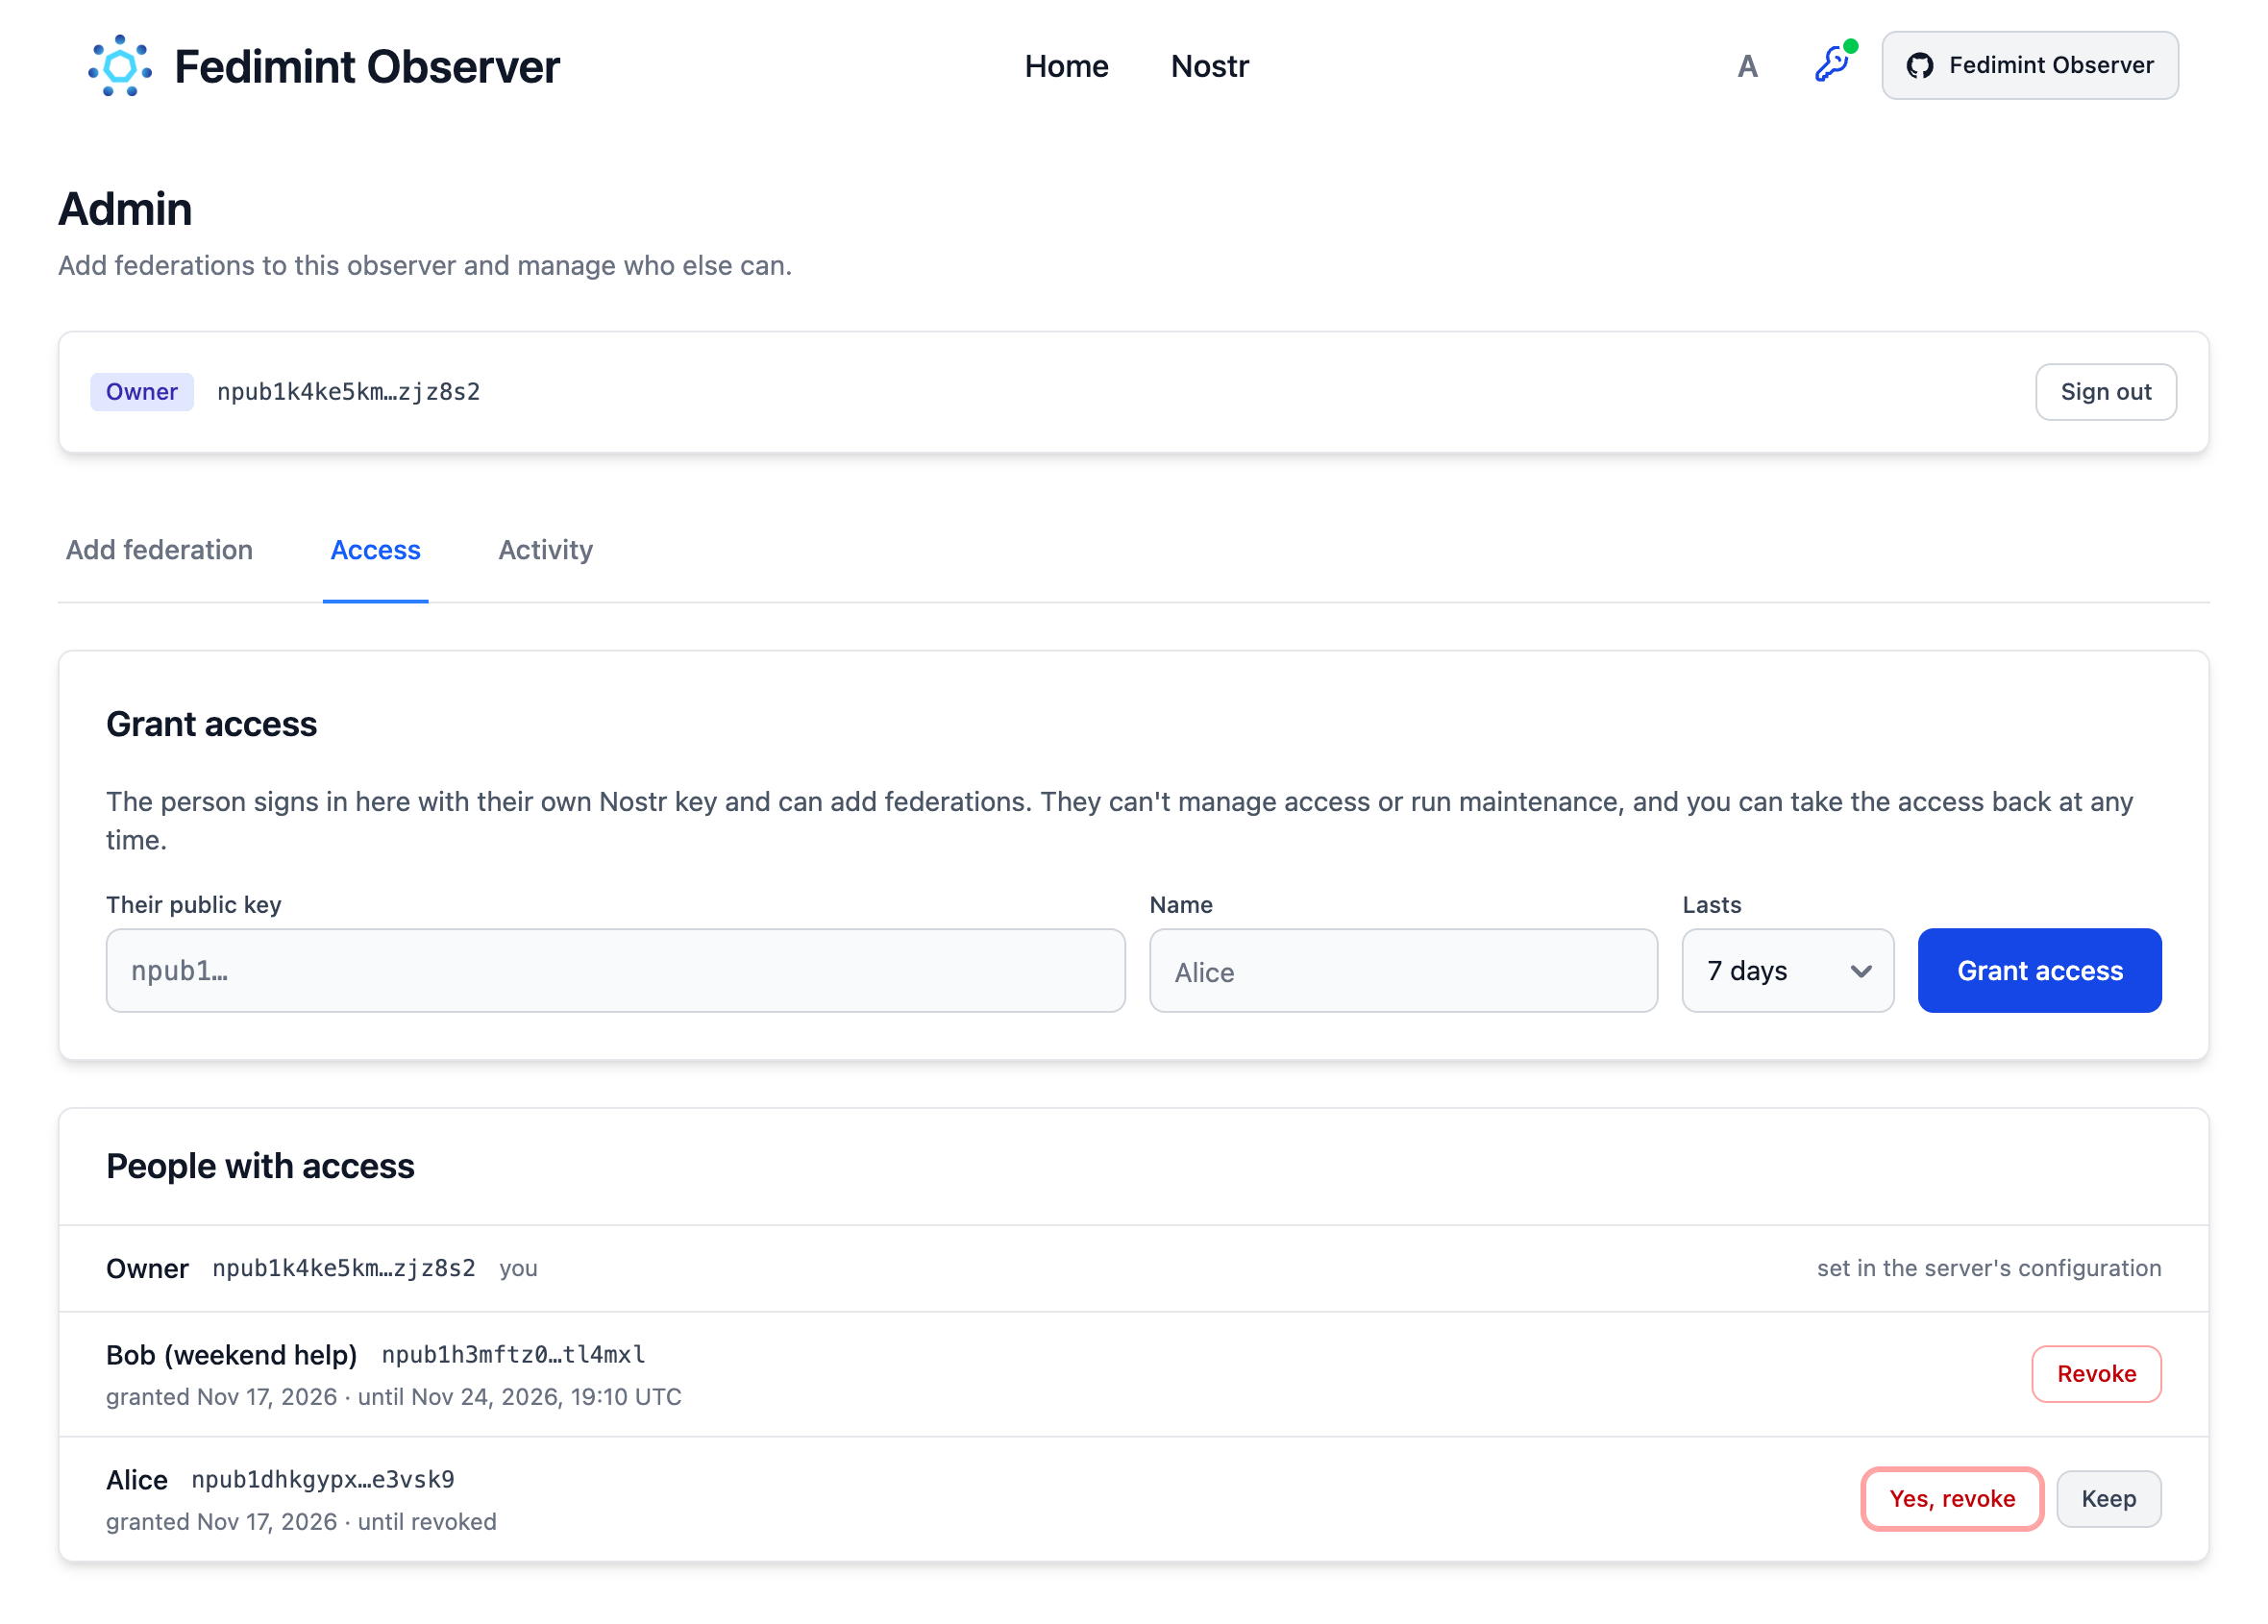 Fedimint Observer
Home
Nostr
A
Fedimint Observer
Admin
Add federations to this observer and manage who else can.
Owner
npub1k4ke5km…zjz8s2
Sign out
Add federation
Access
Activity
Grant access
The person signs in here with their own Nostr key and can add federations. They can't manage access or run maintenance, and you can take the access back at any
time.
Their public key
Name
Lasts
npub1…
Alice
7 days
Grant access
People with access
Owner npub1k4ke5km…zjz8s2 you
set in the server's configuration
Bob (weekend help) npub1h3mftz0…tl4mxl
granted Nov 17, 2026 · until Nov 24, 2026, 19:10 UTC
Revoke
Alice npub1dhkgypx…e3vsk9
granted Nov 17, 2026 · until revoked
Yes, revoke
Keep